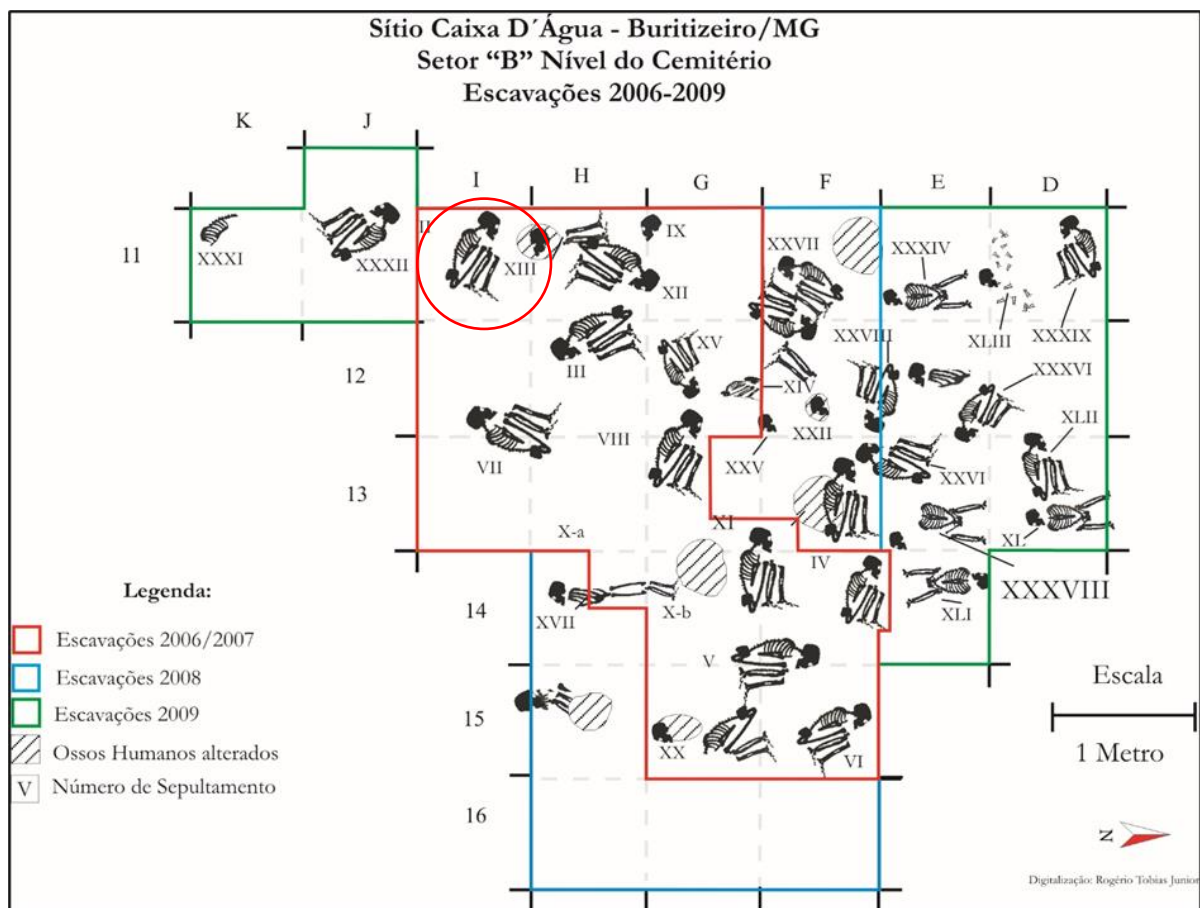 Sítio Caixa D´Água - Buritizeiro/MG
Setor “B” Nível do Cemitério
Escavações 2006-2009
K
J
I
H
G
F
E
D
11
12
13
14
15
16
XXXI
XXXII
II
XIII
IX
XII
XXVII
XXXIV
XLIII
XXXIX
III
XV
XIV
XXVIII
XXII
XXXVI
XLII
VII
VIII
XXV
XXVI
X-a
XI
IV
XL
XXXVIII
XVII
X-b
XLI
V
XX
VI
Legenda:
Escavações 2006/2007
Escavações 2008
Escavações 2009
Ossos Humanos alterados
V Número de Sepultamento
Escala
1 Metro
N
Digitalização: Rogério Tobias Junior